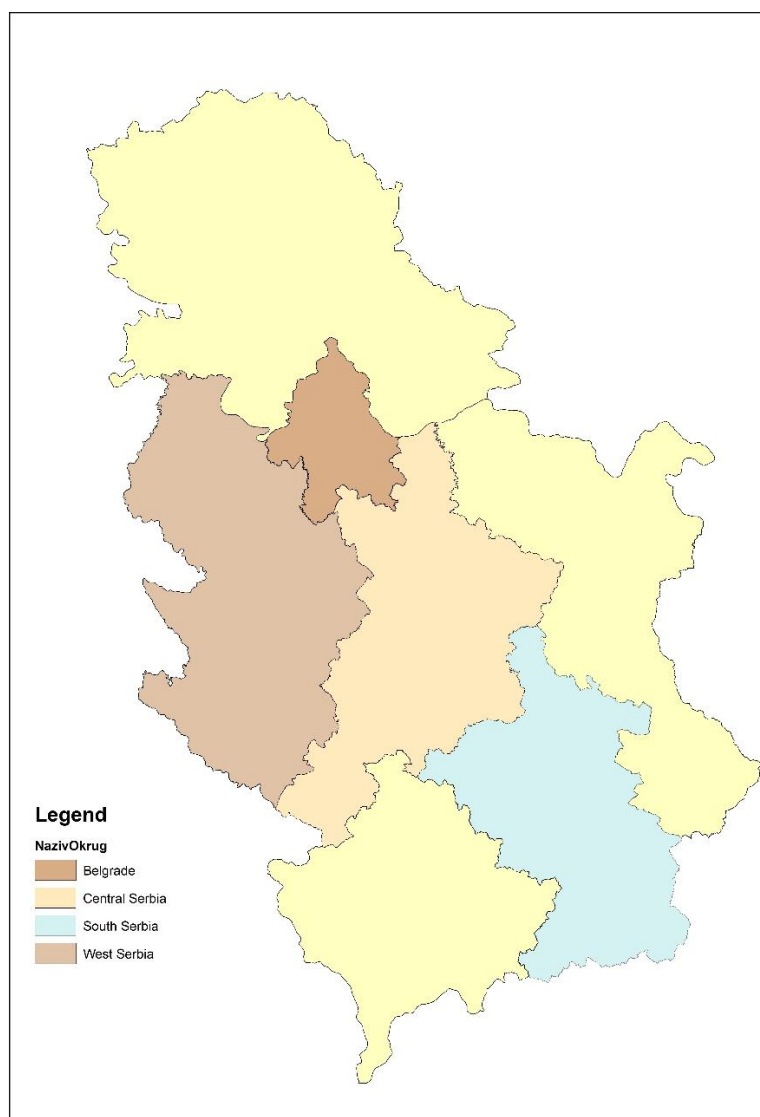 Legend
NazivOkrug
Belgrade
Central Serbia
South Serbia
West Serbia